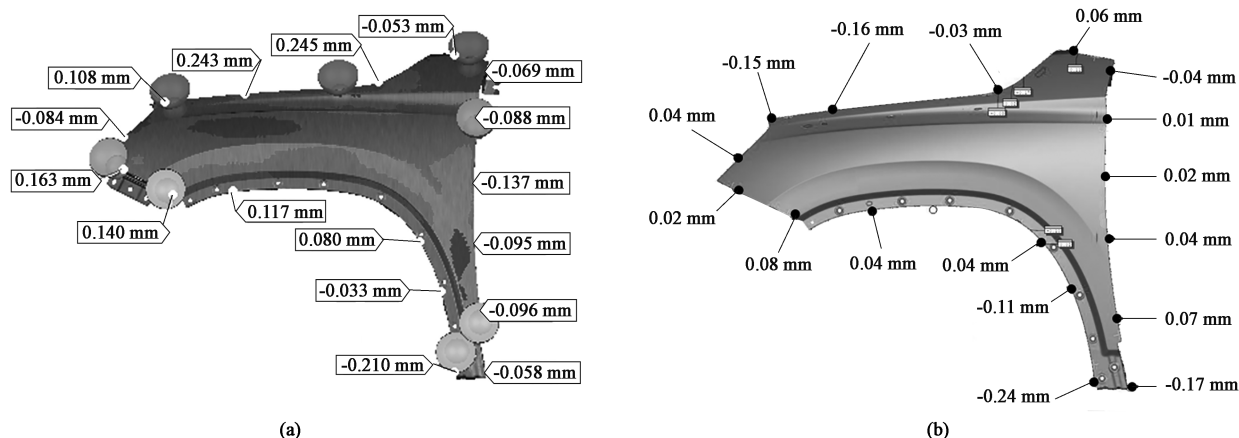 -0.053 mm
0.245 mm
0.243 mm
0.108 mm
-0.069 mm
-0.084 mm
-0.088 mm
0.163 mm
-0.137 mm
0.140 mm
0.117 mm
0.080 mm
-0.095 mm
-0.033 mm
-0.096 mm
-0.210 mm
-0.058 mm
(a)
0.06 mm
-0.03 mm
-0.16 mm
-0.15 mm
-0.04 mm
0.04 mm
0.01 mm
0.02 mm
0.02 mm
0.08 mm
0.04 mm
0.04 mm
0.04 mm
-0.11 mm
0.07 mm
-0.24 mm
-0.17 mm
(b)